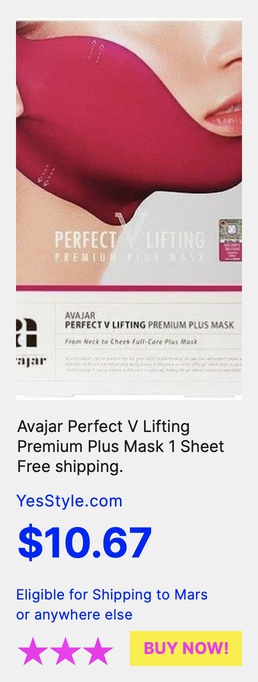 PERFECT V LIFTING
PREMIUM PLUS MASK
AVAJAR
PERFECT V LIFTING PREMIUM PLUS MASK
From Neck to Cheek Full-Care Plus Mask
vajar
Avajar Perfect V Lifting
Premium Plus Mask 1 Sheet
Free shipping.
YesStyle.com
$10.67
Eligible for Shipping to Mars
or anywhere else
BUY NOW!